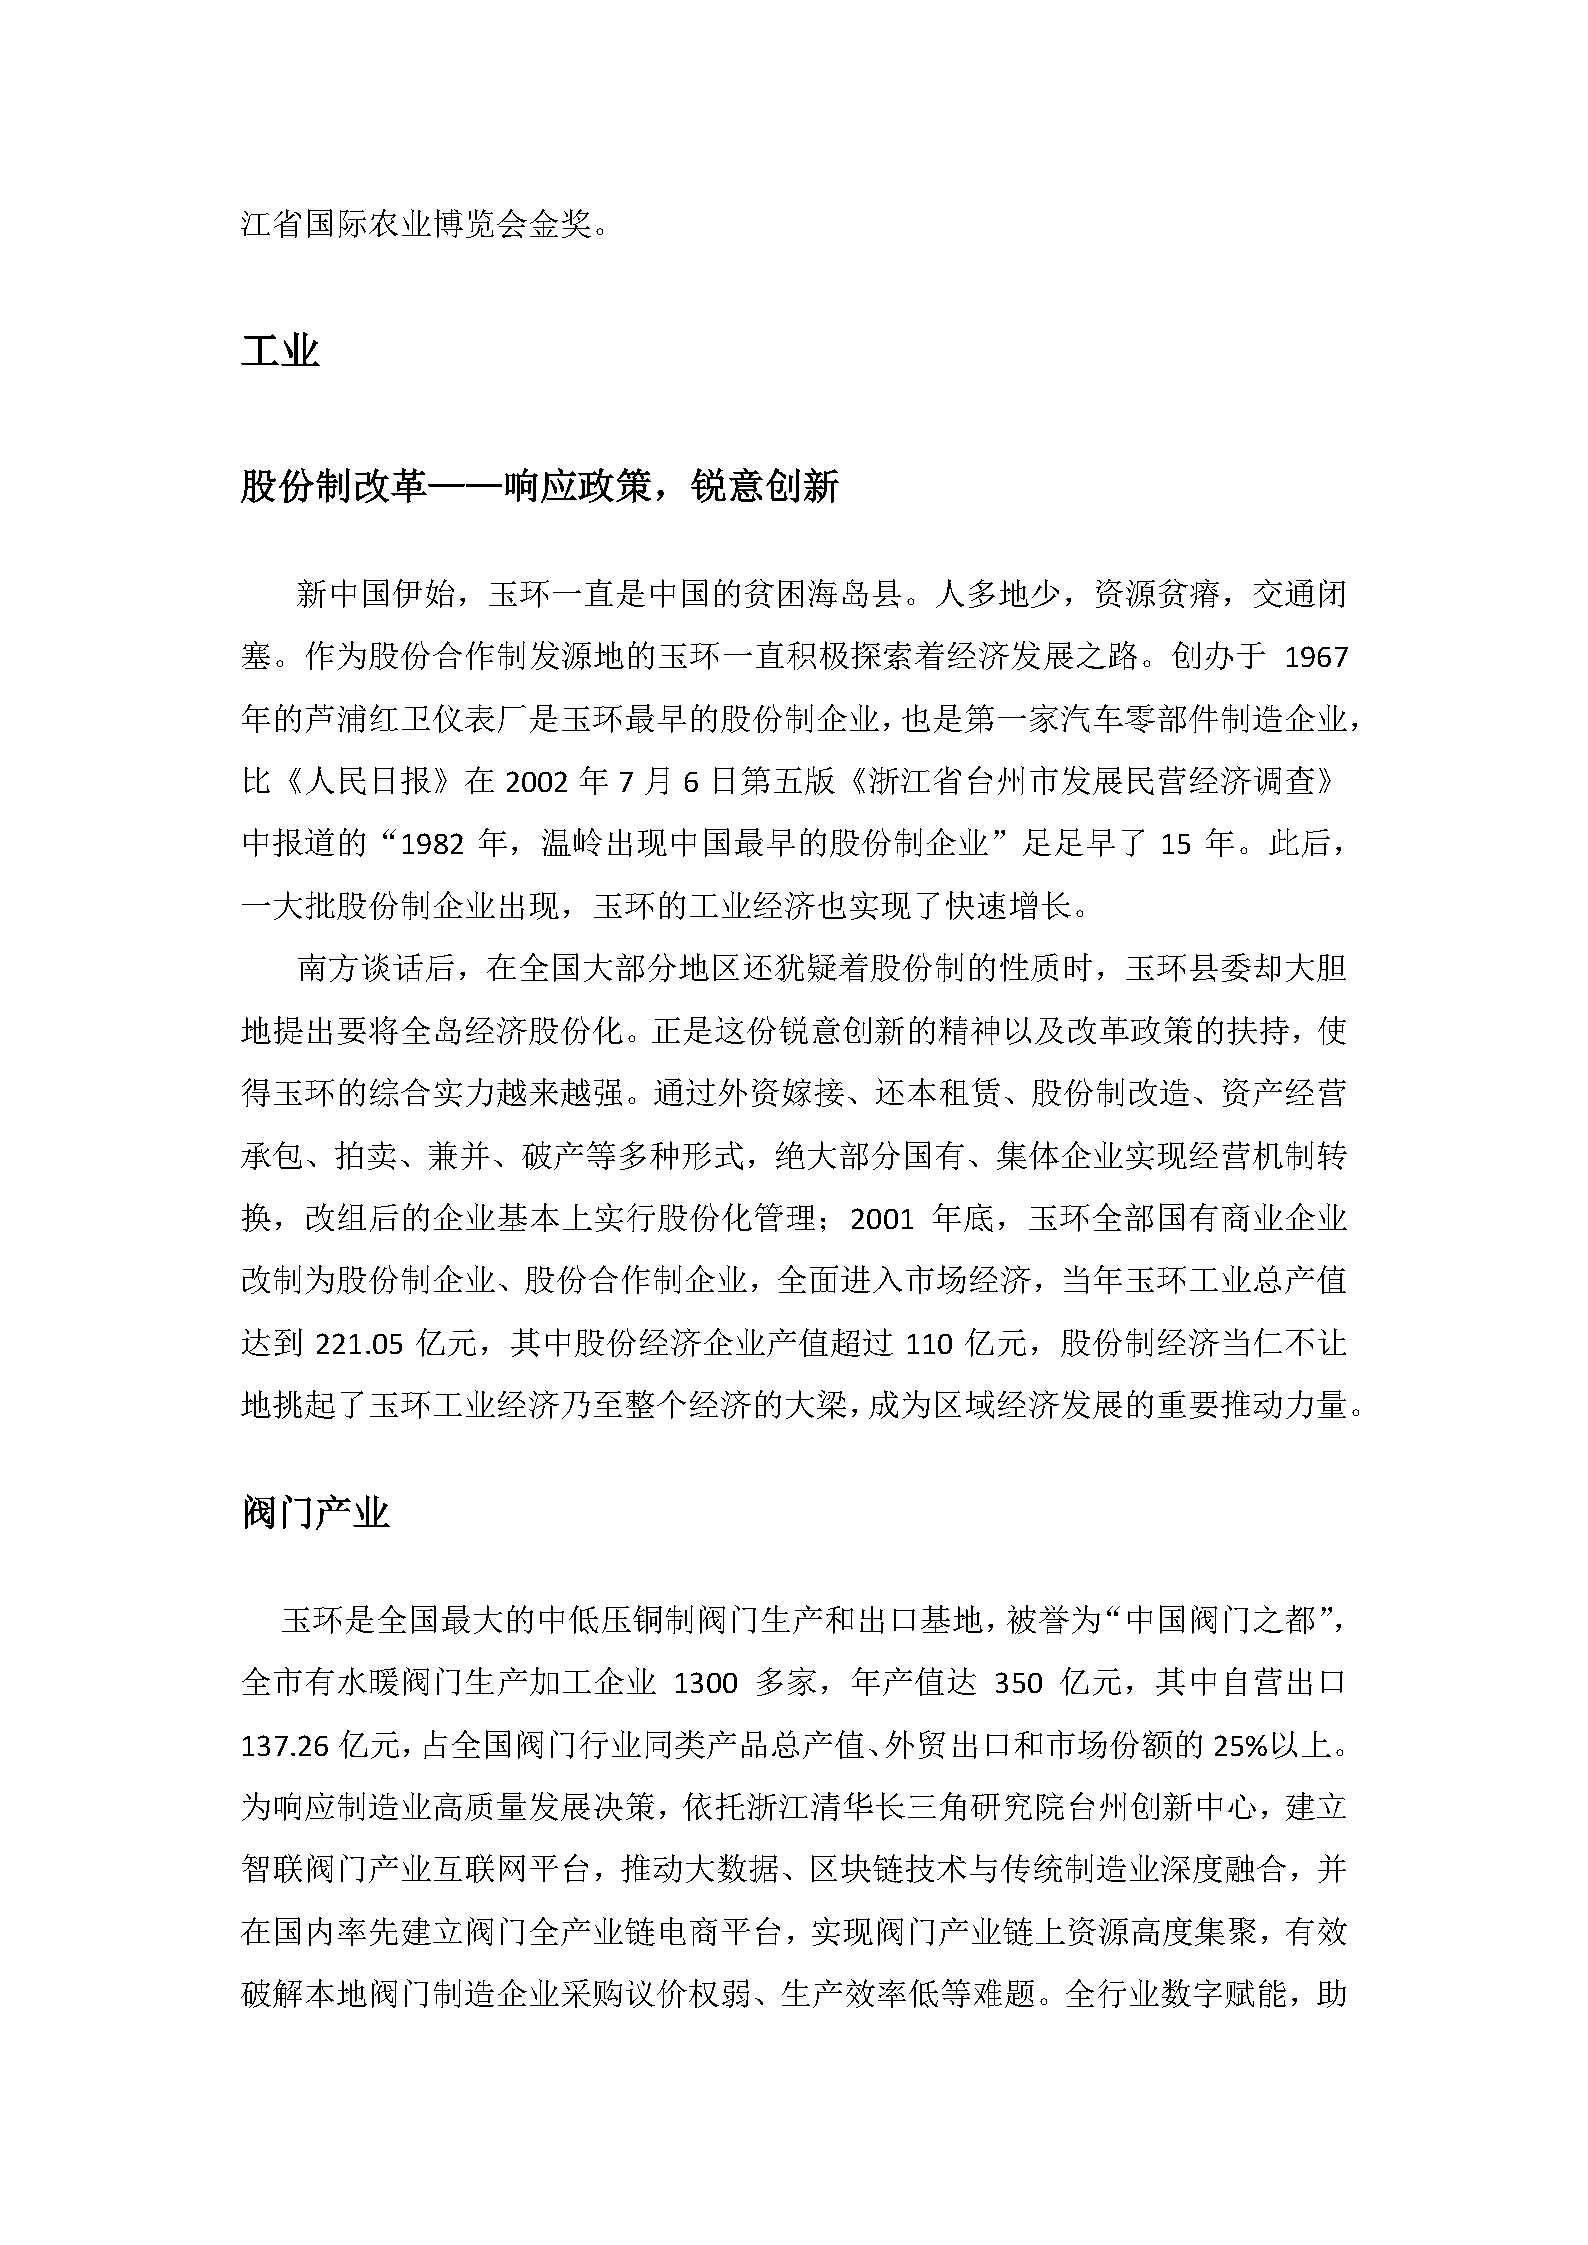 江省国际农业博览会金奖。
工业
股份制改革——响应政策，锐意创新
新中国伊始，玉环一直是中国的贫困海岛县。人多地少，资源贫瘠，交通闭
塞。作为股份合作制发源地的玉环一直积极探索着经济发展之路。创办于 1967
年的芦浦红卫仪表厂是玉环最早的股份制企业，也是第一家汽车零部件制造企业，
比《人民日报》在 2002 年 7 月 6 日第五版《浙江省台州市发展民营经济调查》
中报道的“1982 年，温岭出现中国最早的股份制企业”足足早了 15 年。此后，
一大批股份制企业出现，玉环的工业经济也实现了快速增长。
南方谈话后，在全国大部分地区还犹疑着股份制的性质时，玉环县委却大胆
地提出要将全岛经济股份化。正是这份锐意创新的精神以及改革政策的扶持，使
得玉环的综合实力越来越强。通过外资嫁接、还本租赁、股份制改造、资产经营
承包、拍卖、兼并、破产等多种形式，绝大部分国有、集体企业实现经营机制转
换，改组后的企业基本上实行股份化管理；2001 年底，玉环全部国有商业企业
改制为股份制企业、股份合作制企业，全面进入市场经济，当年玉环工业总产值
达到 221.05 亿元，其中股份经济企业产值超过 110 亿元，股份制经济当仁不让
地挑起了玉环工业经济乃至整个经济的大梁，成为区域经济发展的重要推动力量。
阀门产业
玉环是全国最大的中低压铜制阀门生产和出口基地，被誉为“中国阀门之都”，
全市有水暖阀门生产加工企业 1300 多家，年产值达 350 亿元，其中自营出口
137.26 亿元，占全国阀门行业同类产品总产值、外贸出口和市场份额的 25%以上。
为响应制造业高质量发展决策，依托浙江清华长三角研究院台州创新中心，建立
智联阀门产业互联网平台，推动大数据、区块链技术与传统制造业深度融合，并
在国内率先建立阀门全产业链电商平台，实现阀门产业链上资源高度集聚，有效
破解本地阀门制造企业采购议价权弱、生产效率低等难题。全行业数字赋能，助